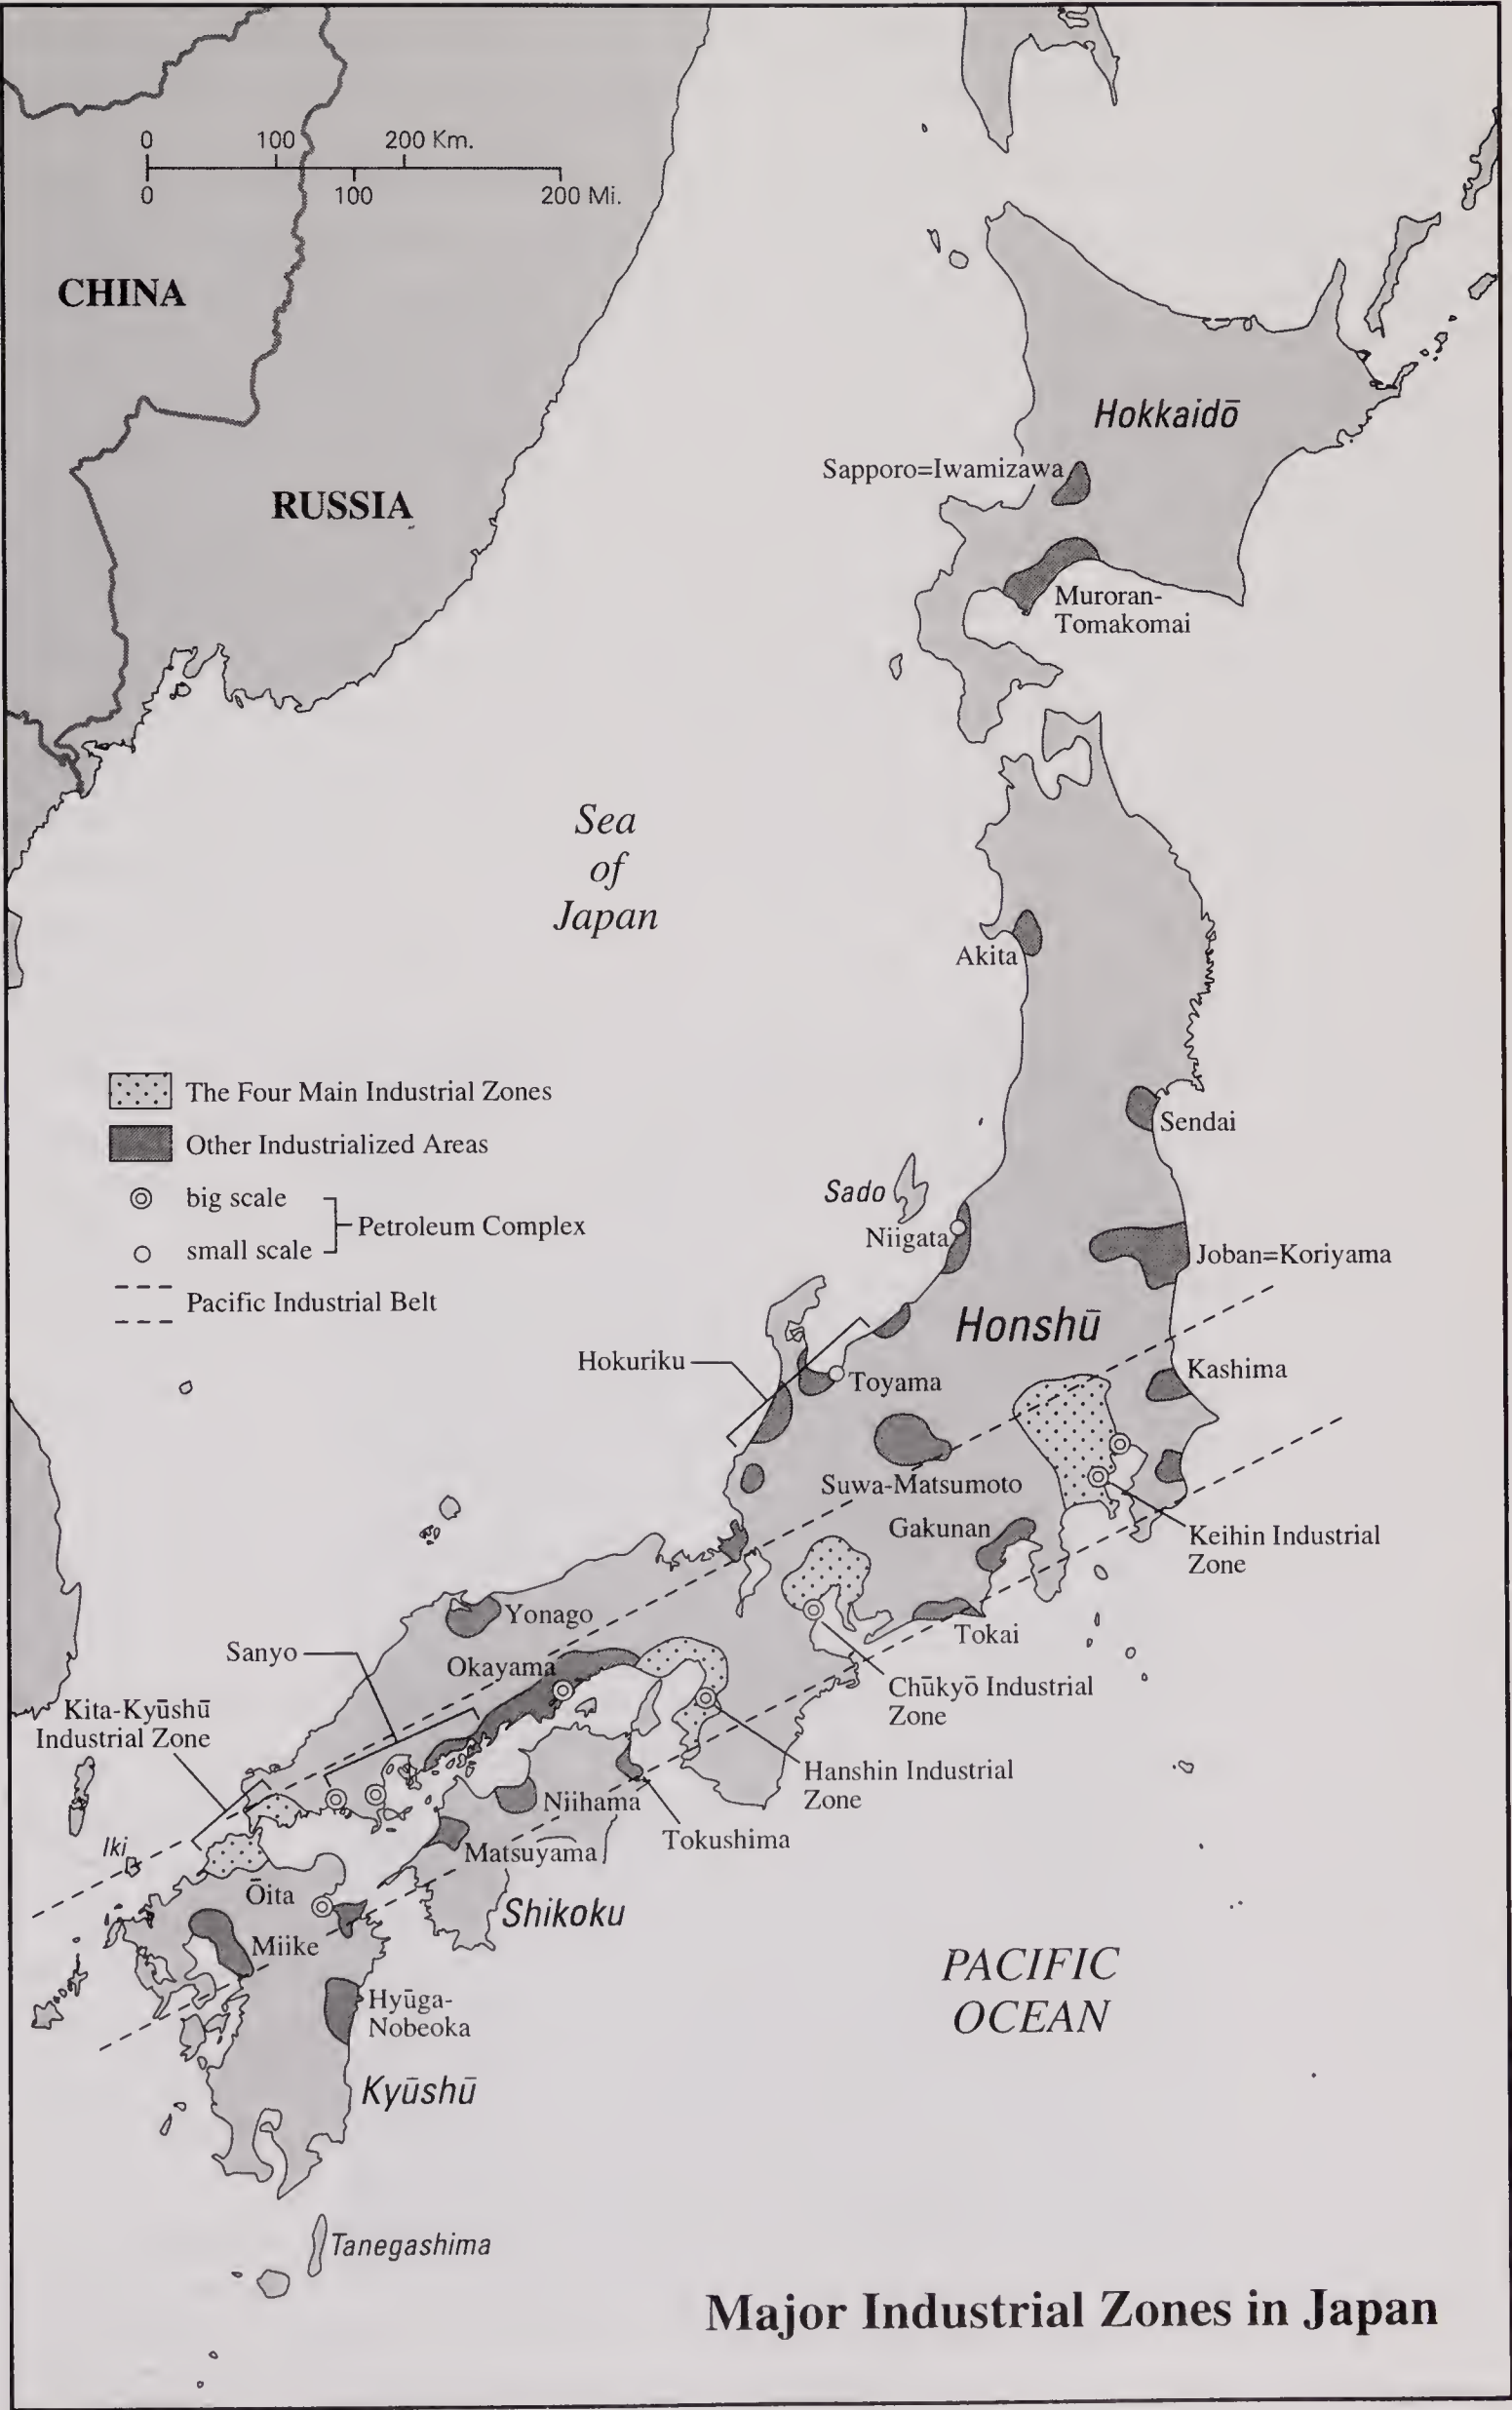 0 100 200 Km.
0 100 200 Mi.
CHINA
RUSSIA
Hokkaidō
Sapporo=Iwamizawa
Muroran-
Tomakomai
Sea
of
Japan
Akita
The Four Main Industrial Zones
Other Industrialized Areas
big scale
small scale
Petroleum Complex
Pacific Industrial Belt
Sendai
Sado
Niigata
Joban=Koriyama
Honshū
Hokuriku
Toyama
Kashima
Suwa-Matsumoto
Gakunan
Keihin Industrial
Zone
Yonago
Tokai
Sanyo
Okayama
Chūkyō Industrial
Zone
Kita-Kyūshū
Industrial Zone
Hanshin Industrial
Zone
Niihama
Tokushima
Matsuyama
Iki
Ōita
Shikoku
Miike
PACIFIC
OCEAN
Hyūga-
Nobeoka
Kyūshū
Tanegashima
Major Industrial Zones in Japan